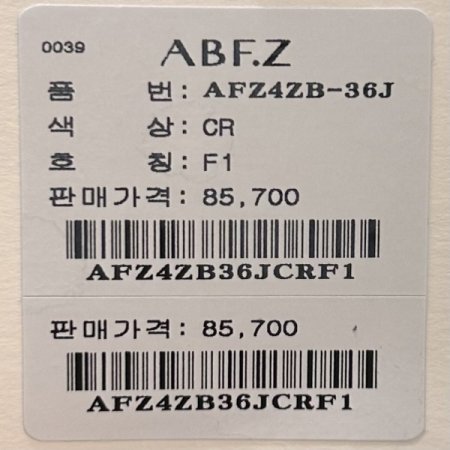 0039 ABF.Z
품 번: AFZ4ZB-36J
색 상: CR
호 칭: F1
판매가격: 85,700
AFZ4ZB36JCRF1
판매가격: 85,700
AFZ4ZB36JCRF1